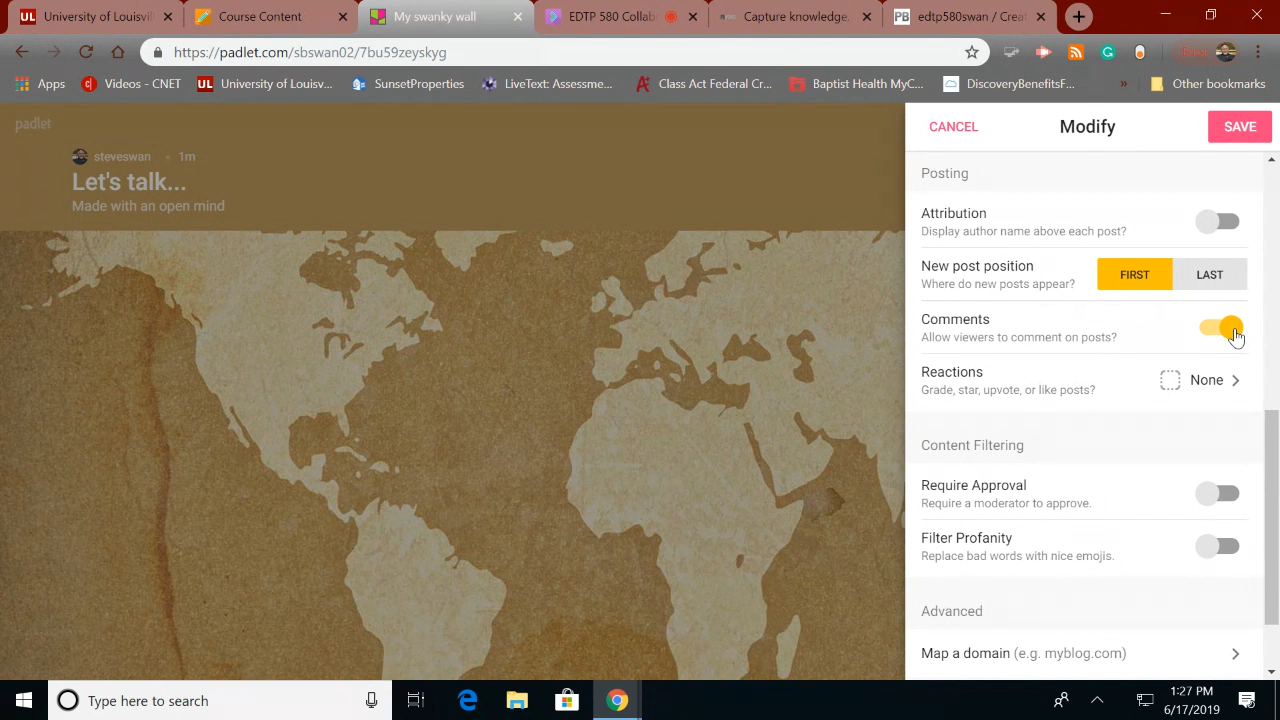 University of Louisvil
Course Content
My swanky wall
EDTP 580 Collab
Capture knowledge,
PB edtp580swan / Creat
https://padlet.com/sbswan02/7bu59zeyskyg
Apps
Videos - CNET
UL University of Louisv...
SunsetProperties
LiveText: Assessme...
Class Act Federal Cr...
Baptist Health MyC...
DiscoveryBenefitsF...
»
Other bookmarks
padlet
steveswan • 1m
Let's talk...
Made with an open mind
CANCEL
Modify
SAVE
Posting
Attribution
Display author name above each post?
New post position
Where do new posts appear?
FIRST
LAST
Comments
Allow viewers to comment on posts?
Reactions
Grade, star, upvote, or like posts?
None
Content Filtering
Require Approval
Require a moderator to approve.
Filter Profanity
Replace bad words with nice emojis.
Advanced
Map a domain (e.g. myblog.com)
Type here to search
1:27 PM
6/17/2019